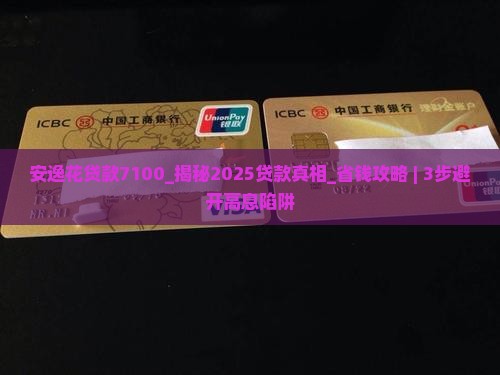 ICBC 中国工商银行
UnionPay
银联
ICBC 中国工商银行 理财金账户
UnionPay
银联
安逸花贷款7100_揭秘2025贷款真相_省钱攻略 | 3步避
开高息陷阱
VISA